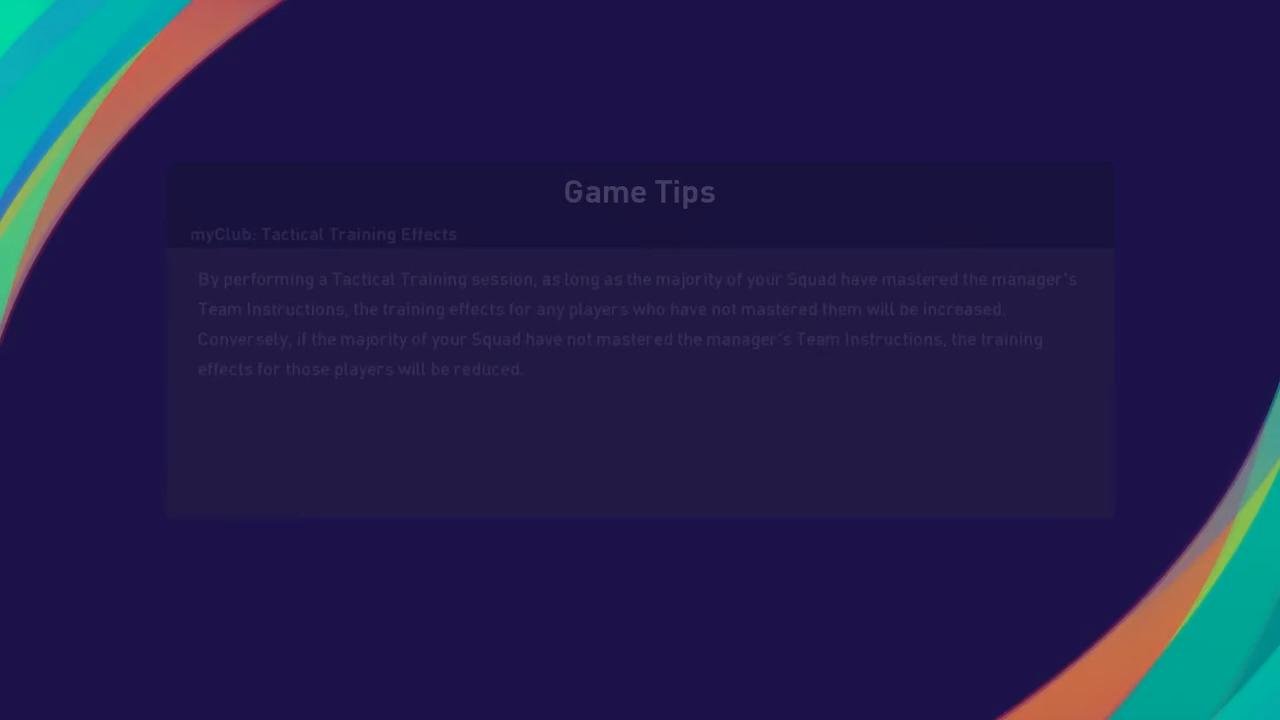 Game Tips
myClub: Tactical Training Effects
By performing a Tactical Training session, as long as the majority of your Squad have mastered the manager's
Team Instructions, the training effects for any players who have not mastered them will be increased.
Conversely, if the majority of your Squad have not mastered the manager's Team Instructions, the training
effects for those players will be reduced.